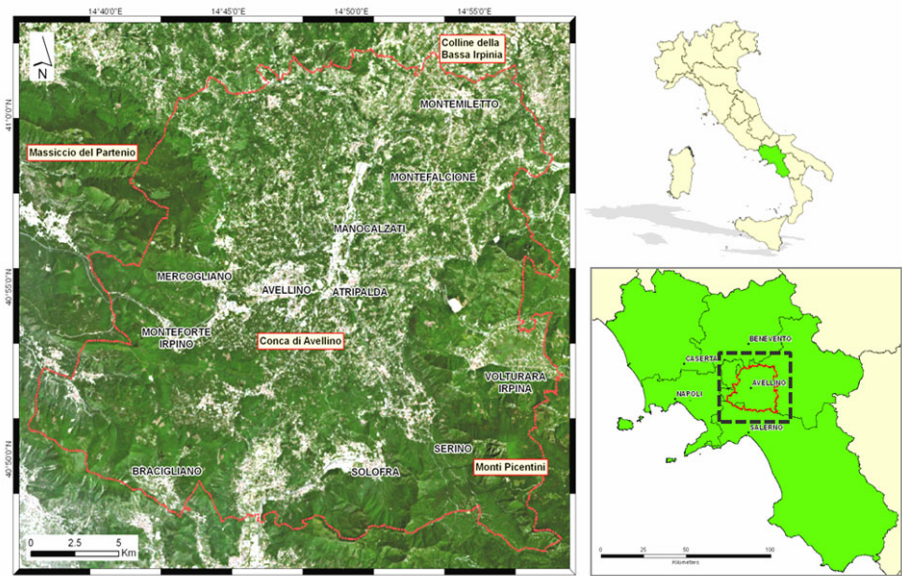 14°40'0"E
14°45'0"E
14°50'0"E
14°55'0"E
Colline della
Bassa Irpinia
N
MONTEMILETTO
41°0'0"N
Massiccio del Partenio
MONTEFALCIONE
MANOCALZATI
MERCOGLIANO
AVELLINO
ATRIPALDA
40°55'0"N
MONTEFORTE
IRPINO
Conca di Avellino
VOLTURARA
IRPINA
40°50'0"N
SERINO
BRACIGLIANO
SOLOFRA
Monti Picentini
0 2.5 5
Km
BENEVENTO
CASERTA
AVELLINO
NAPOLI
SALERNO
0 25 50 100
Kilometers